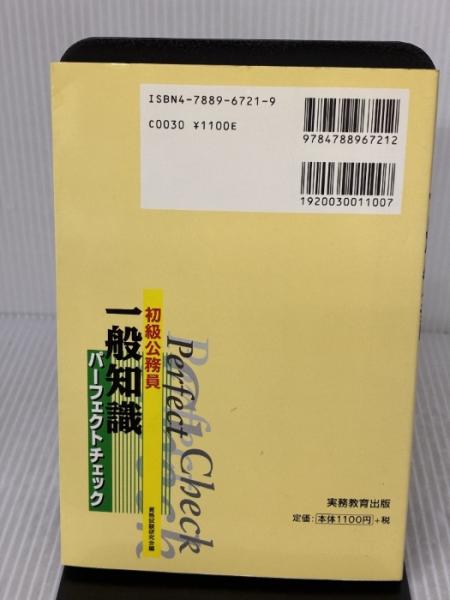 ISBN4-7889-6721-9
C0030 ¥1100E
9784788967212
1920030011007
初級公務員
一般知識
パーフェクトチェック
Perfect Check
Perfect Check
資格試験研究会編
実務教育出版
定価:本体1100円+税